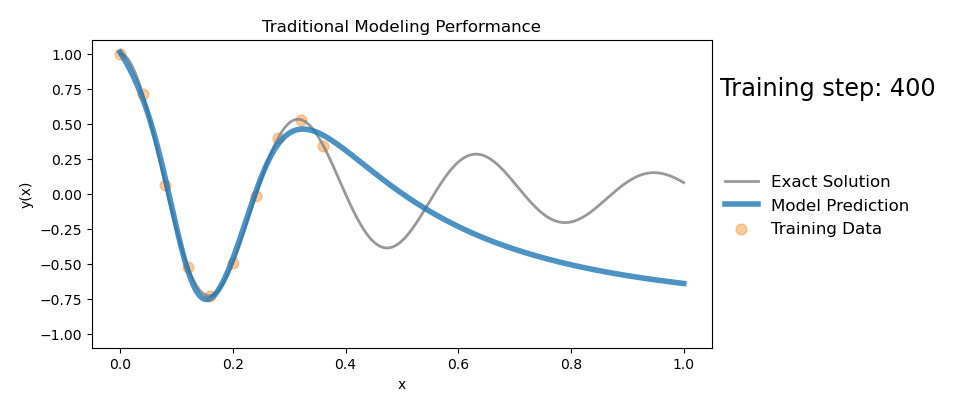 Traditional Modeling Performance
Training step: 400
1.00
0.75
0.50
0.25
0.00
−0.25
−0.50
−0.75
−1.00
y(x)
0.0 0.2 0.4 0.6 0.8 1.0
x
Exact Solution
Model Prediction
Training Data